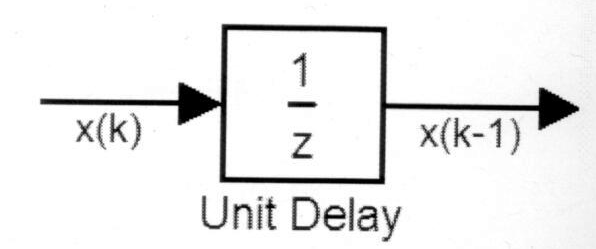 1
x(k)
z
x(k-1)
Unit Delay